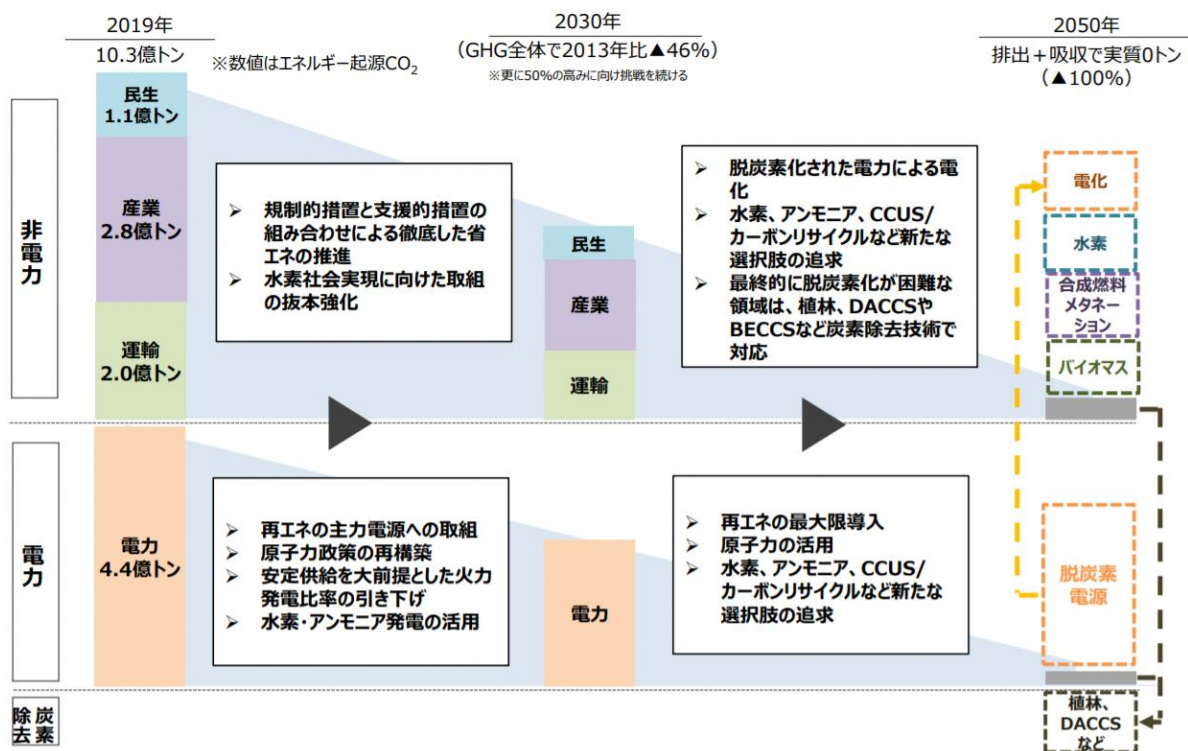 2019年
10.3億トン
※数値はエネルギー起源CO₂
2030年
(GHG全体で2013年比▲46%)
※更に50%の高みに向け挑戦を続ける
2050年
排出+吸収で実質0トン
(▲100%)
非電力
民生
1.1億トン
産業
2.8億トン
運輸
2.0億トン
➢ 規制的措置と支援的措置の
組み合わせによる徹底した省
エネの推進
➢ 水素社会実現に向けた取組
の抜本強化
民生
産業
運輸
➢ 脱炭素化された電力による電
化
➢ 水素、アンモニア、CCUS/
カーボンリサイクルなど新たな
選択肢の追求
➢ 最終的に脱炭素化が困難な
領域は、植林、DACCSや
BECCSなど炭素除去技術で
対応
電化
水素
合成燃料
メタネー
ション
バイオマス
電力
電力
4.4億トン
➢ 再エネの主力電源への取組
➢ 原子力政策の再構築
➢ 安定供給を大前提とした火力
発電比率の引き下げ
➢ 水素・アンモニア発電の活用
電力
➢ 再エネの最大限導入
➢ 原子力の活用
➢ 水素、アンモニア、CCUS/
カーボンリサイクルなど新たな
選択肢の追求
脱炭素
電源
炭素
除去
植林、
DACCS
など